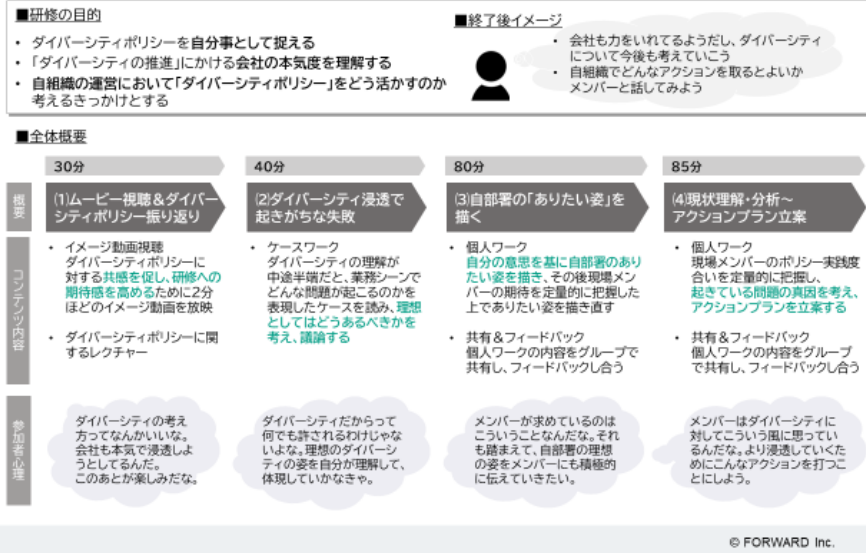 ■研修の目的
・ ダイバーシティポリシーを自分事として捉える
・ 「ダイバーシティの推進」にかける会社の本気度を理解する
・ 自組織の運営において「ダイバーシティポリシー」をどう活かすのか
考えるきっかけとする
■終了後イメージ
・ 会社も力をいれてるようだし、ダイバーシティ
について今後も考えていこう
・ 自組織でどんなアクションを取るとよいか
メンバーと話してみよう
■全体概要
30分
40分
80分
85分
概要
(1)ムービー視聴&ダイバー
シティポリシー振り返り
(2)ダイバーシティ浸透で
起きがちな失敗
(3)自部署の「ありたい姿」を
描く
(4)現状理解・分析～
アクションプラン立案
コンテンツ内容
・ イメージ動画視聴
ダイバーシティポリシーに
対する共感を促し、研修への
期待感を高めるために2分
ほどのイメージ動画を放映
・ ダイバーシティポリシーに関
するレクチャー
・ ケースワーク
ダイバーシティの理解が
中途半端だと、業務シーンで
どんな問題が起こるのかを
表現したケースを読み、理想
としてはどうあるべきかを
考え、議論する
・ 個人ワーク
自分の意思を基に自部署のあり
たい姿を描き、その後現場メン
バーの期待を定量的に把握した
上でありたい姿を描き直す
・ 共有&フィードバック
個人ワークの内容をグループで
共有し、フィードバックし合う
・ 個人ワーク
現場メンバーのポリシー実践度
合いを定量的に把握し、
起きている問題の真因を考え、
アクションプランを立案する
・ 共有&フィードバック
個人ワークの内容をグループ
で共有し、フィードバックし合う
参加者心理
ダイバーシティの考え
方ってなんかいいな。
会社も本気で浸透しよ
うとしてるんだ。
このあとが楽しみだな。
ダイバーシティだからって
何でも許されるわけじゃな
いよな。理想のダイバーシ
ティの姿を自分が理解して、
体現していかなきゃ。
メンバーが求めているのは
こういうことなんだな。それ
も踏まえて、自部署の理想
の姿をメンバーにも積極的
に伝えていきたい。
メンバーはダイバーシティに
対してこういう風に思ってい
るんだな。より浸透していくた
めにこんなアクションを打つこ
とにしよう。
© FORWARD Inc.